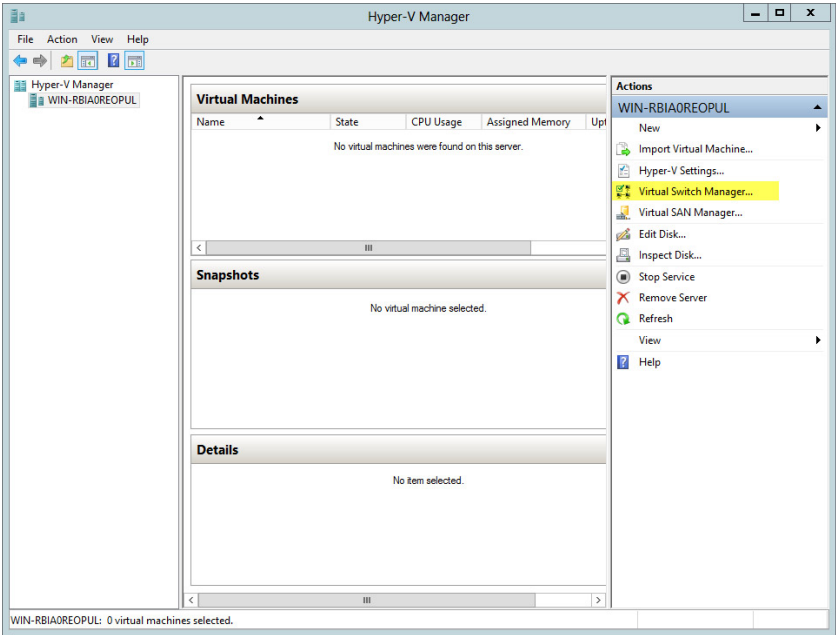 Hyper-V Manager
File Action View Help
Hyper-V Manager
WIN-RBIA0REOPUL
Virtual Machines
Name State CPU Usage Assigned Memory Upt
No virtual machines were found on this server.
Snapshots
No virtual machine selected.
Details
No item selected.
Actions
WIN-RBIA0REOPUL
New
Import Virtual Machine...
Hyper-V Settings...
Virtual Switch Manager...
Virtual SAN Manager...
Edit Disk...
Inspect Disk...
Stop Service
Remove Server
Refresh
View
Help
WIN-RBIA0REOPUL: 0 virtual machines selected.